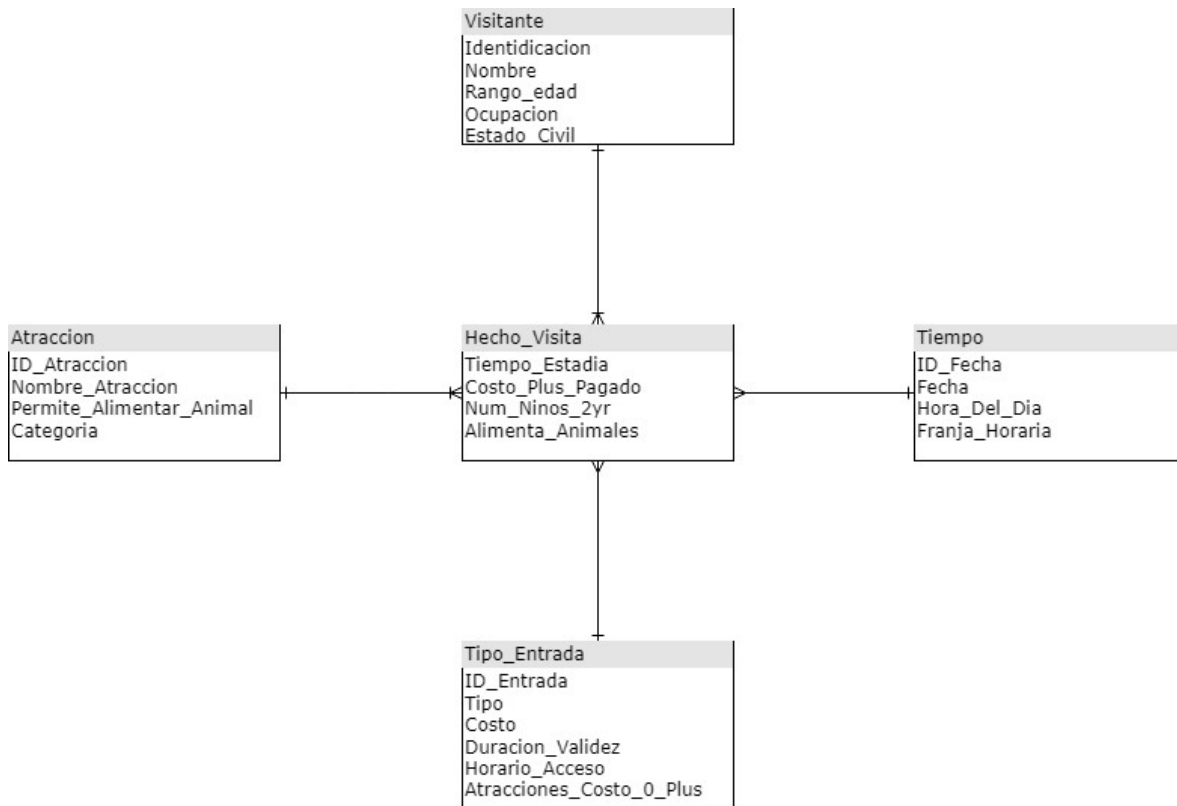 Visitante
Identidicacion
Nombre
Rango_edad
Ocupacion
Estado_Civil
Atraccion
ID_Atraccion
Nombre_Atraccion
Permite_Alimentar_Animal
Categoria
Hecho_Visita
Tiempo_Estadia
Costo_Plus_Pagado
Num_Ninos_2yr
Alimenta_Animales
Tiempo
ID_Fecha
Fecha
Hora_Del_Dia
Franja_Horaria
Tipo_Entrada
ID_Entrada
Tipo
Costo
Duracion_Validez
Horario_Acceso
Atracciones_Costo_0_Plus